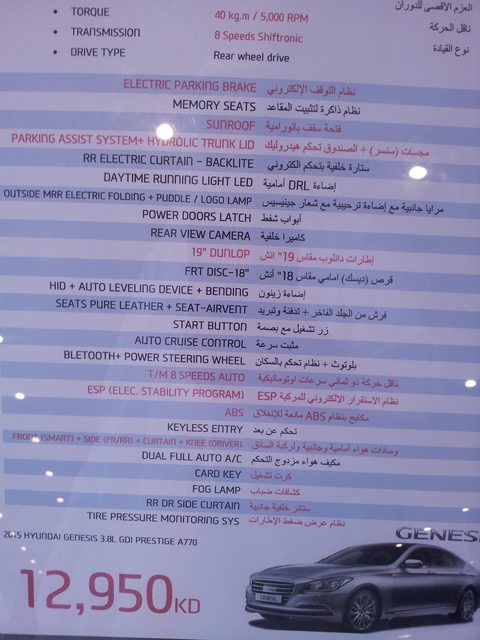 العزم الأقصى للدوران
• TORQUE 40 kg.m / 5,000 RPM
ناقل الحركة
• TRANSMISSION 8 Speeds Shiftronic
نوع القيادة
• DRIVE TYPE Rear wheel drive
ELECTRIC PARKING BRAKE نظام التوقف الإلكتروني
MEMORY SEATS نظام ذاكرة لتثبيت المقاعد
SUNROOF فتحة سقف بانورامية
PARKING ASSIST SYSTEM+ HYDROLIC TRUNK LID مجسات (سنسر) + الصندوق تحكم هيدروليك
RR ELECTRIC CURTAIN - BACKLITE ستارة خلفية بتحكم الكتروني
DAYTIME RUNNING LIGHT LED إضاءة DRL أمامية
OUTSIDE MRR ELECTRIC FOLDING + PUDDLE / LOGO LAMP مرايا جانبية مع إضاءة ترحيبية مع شعار جينيسيس
POWER DOORS LATCH أبواب شفط
REAR VIEW CAMERA كاميرا خلفية
19" DUNLOP إطارات دانلوب مقاس 19" انش
FRT DISC-18" قرص (ديسك) امامي مقاس 18" أنش
HID + AUTO LEVELING DEVICE + BENDING إضاءة زينون
SEATS PURE LEATHER + SEAT-AIRVENT فرش من الجلد الفاخر + تدفئة وتبريد
START BUTTON زر تشغيل مع بصمة
AUTO CRUISE CONTROL مثبت سرعة
BLETOOTH+ POWER STEERING WHEEL بلوتوث + نظام تحكم بالسكان
T/M 8 SPEEDS AUTO ناقل حركة ذو ثماني سرعات اوتوماتيكية
ESP (ELEC. STABILITY PROGRAM) نظام الاستقرار الالكتروني للمركبة ESP
ABS مكابح بنظام ABS مانعة للإنغلاق
KEYLESS ENTRY تحكم عن بعد
FRONT (SMART) + SIDE (FR/RR) + CURTAIN + KNEE (DRIVER) وسادات هواء أمامية وجانبية ولركبة السائق
DUAL FULL AUTO A/C مكيف هواء مزدوج التحكم
CARD KEY كرت تشغيل
FOG LAMP كشافات ضباب
RR DR SIDE CURTAIN ستائر خلفية جانبية
TIRE PRESSURE MONITORING SYS نظام عرض ضغط الإطارات
2015 HYUNDAI GENESIS 3.8L GDI PRESTIGE A770
GENESI
12,950 KD
GENESIS